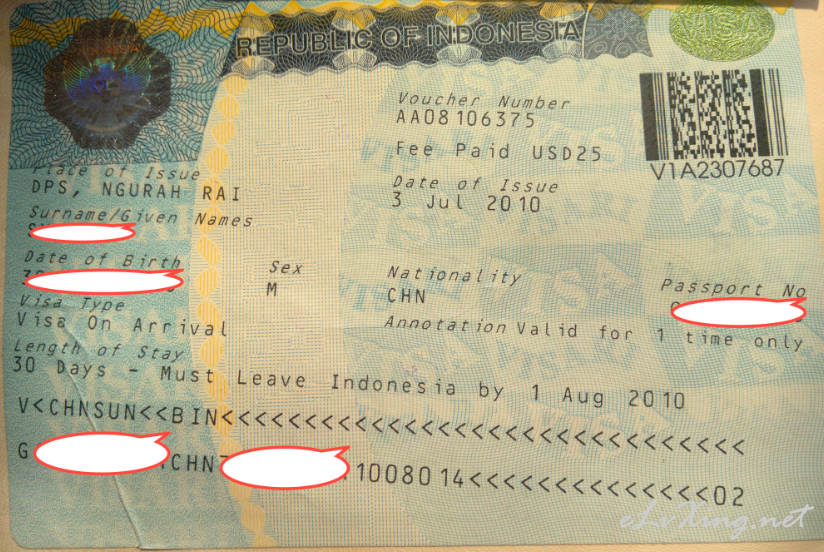 REPUBLIC OF INDONESIA
VISA
Voucher Number
AA08106375
Fee Paid USD25
V1A2307687
Place of Issue
DPS, NGURAH RAI
Date of Issue
3 Jul 2010
Surname/Given Names
Date of Birth
Sex
M
Nationality
CHN
Passport No
Visa Type
Visa On Arrival
Annotation Valid for 1 time only
Length of Stay
30 Days - Must Leave Indonesia by 1 Aug 2010
V<CHNSUN<<BIN<<<<<<<<<<<<<<<<<<<<<<<<<<<<<<<
G CHN 1008014<<<<<<<<<<<<<<02
eLvXing.net